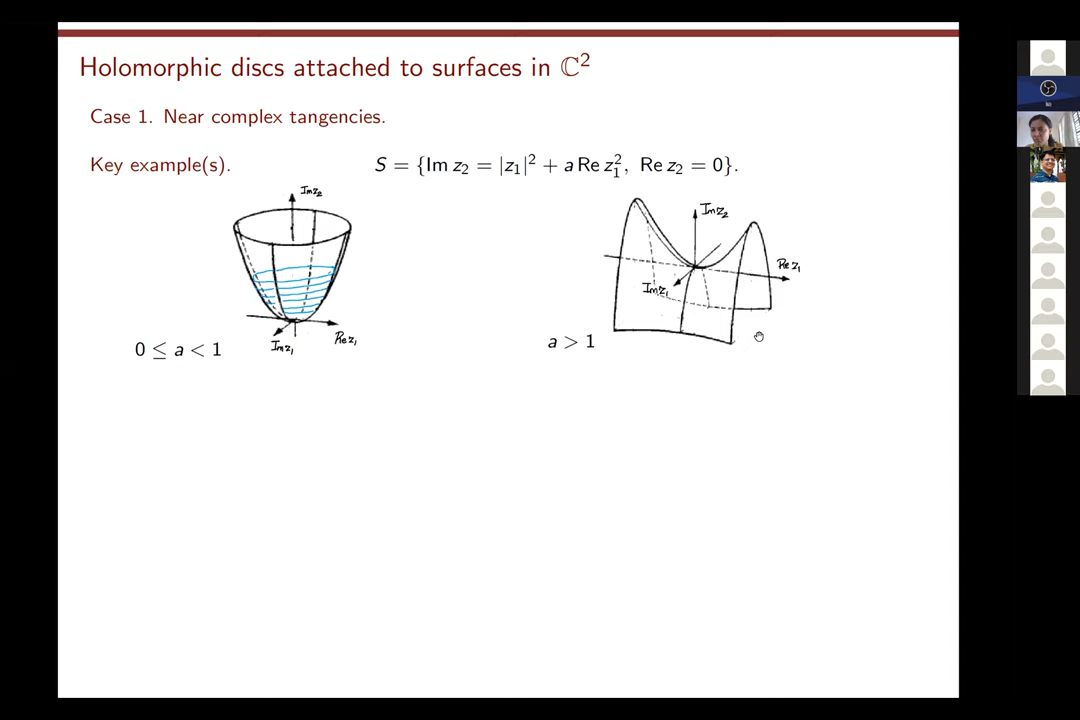 Holomorphic discs attached to surfaces in ℂ²
Case 1. Near complex tangencies.
Key example(s). S = {Im z₂ = |z₁|² + a Re z₁², Re z₂ = 0}.
Im z₂
Im z₂
Re z₁
Im z₁
Re z₁
Im z₁
0 ≤ a < 1
a > 1